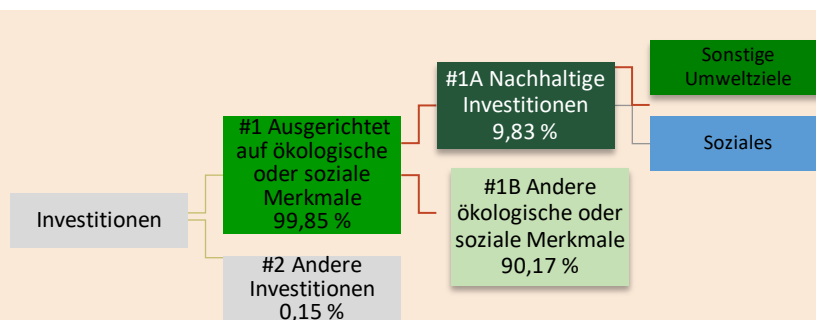 Investitionen
#1 Ausgerichtet
auf ökologische
oder soziale
Merkmale
99,85 %
#2 Andere
Investitionen
0,15 %
#1A Nachhaltige
Investitionen
9,83 %
#1B Andere
ökologische oder
soziale Merkmale
90,17 %
Sonstige
Umweltziele
Soziales